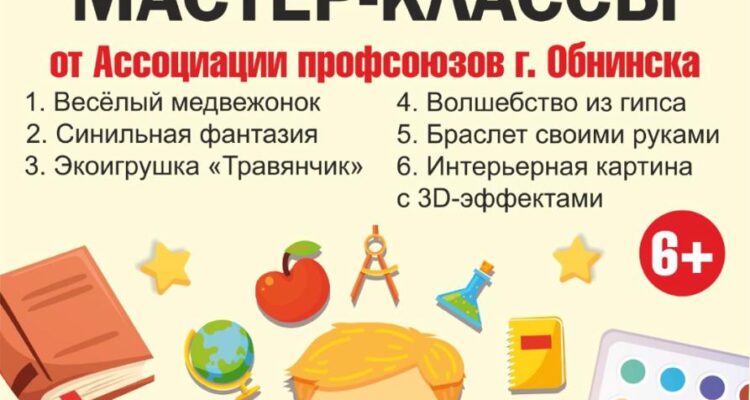 МАСТЕР-КЛАССЫ
от Ассоциации профсоюзов г. Обнинска
1. Весёлый медвежонок
2. Синильная фантазия
3. Экоигрушка «Травянчик»
4. Волшебство из гипса
5. Браслет своими руками
6. Интерьерная картина
с 3D-эффектами
6+